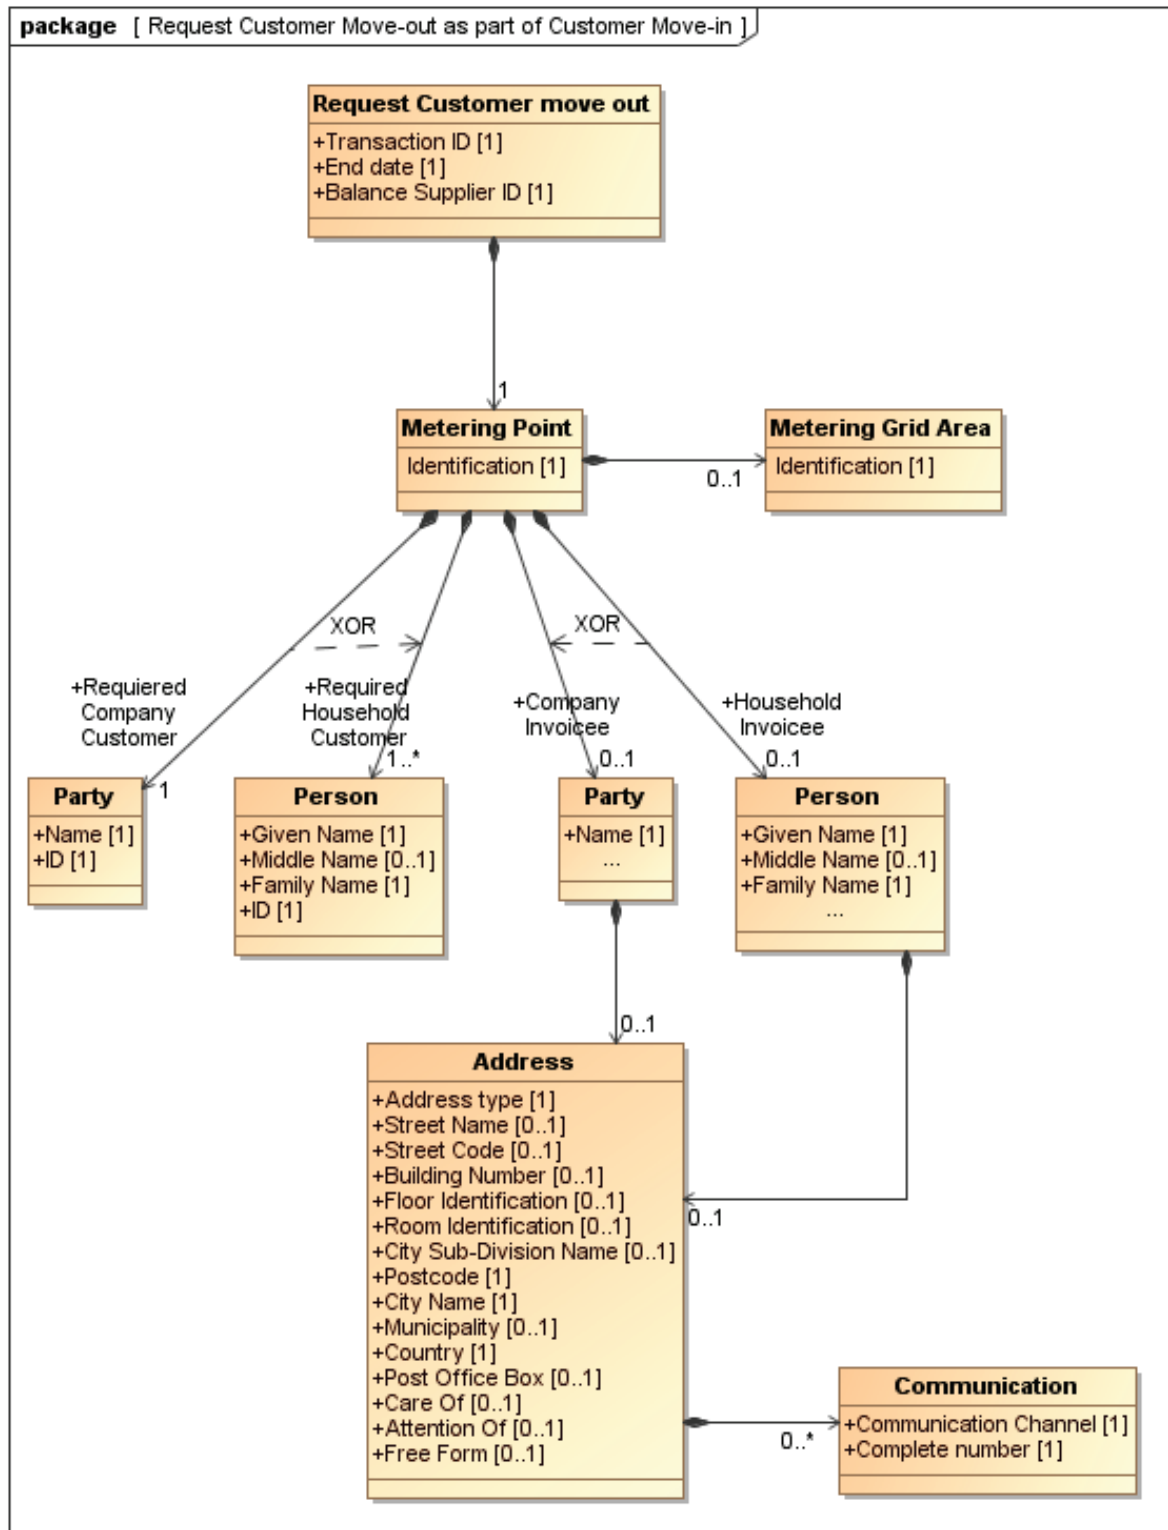 package [ Request Customer Move-out as part of Customer Move-in ]
Request Customer move out
+Transaction ID [1]
+End date [1]
+Balance Supplier ID [1]
1
Metering Point
Identification [1]
0..1
Metering Grid Area
Identification [1]
XOR
XOR
+Requiered
Company
Customer
1
+Required
Household
Customer
1..*
+Company
Invoicee
0..1
+Household
Invoicee
0..1
Party
+Name [1]
+ID [1]
Person
+Given Name [1]
+Middle Name [0..1]
+Family Name [1]
+ID [1]
Party
+Name [1]
...
Person
+Given Name [1]
+Middle Name [0..1]
+Family Name [1]
...
0..1
0..1
Address
+Address type [1]
+Street Name [0..1]
+Street Code [0..1]
+Building Number [0..1]
+Floor Identification [0..1]
+Room Identification [0..1]
+City Sub-Division Name [0..1]
+Postcode [1]
+City Name [1]
+Municipality [0..1]
+Country [1]
+Post Office Box [0..1]
+Care Of [0..1]
+Attention Of [0..1]
+Free Form [0..1]
0..*
Communication
+Communication Channel [1]
+Complete number [1]